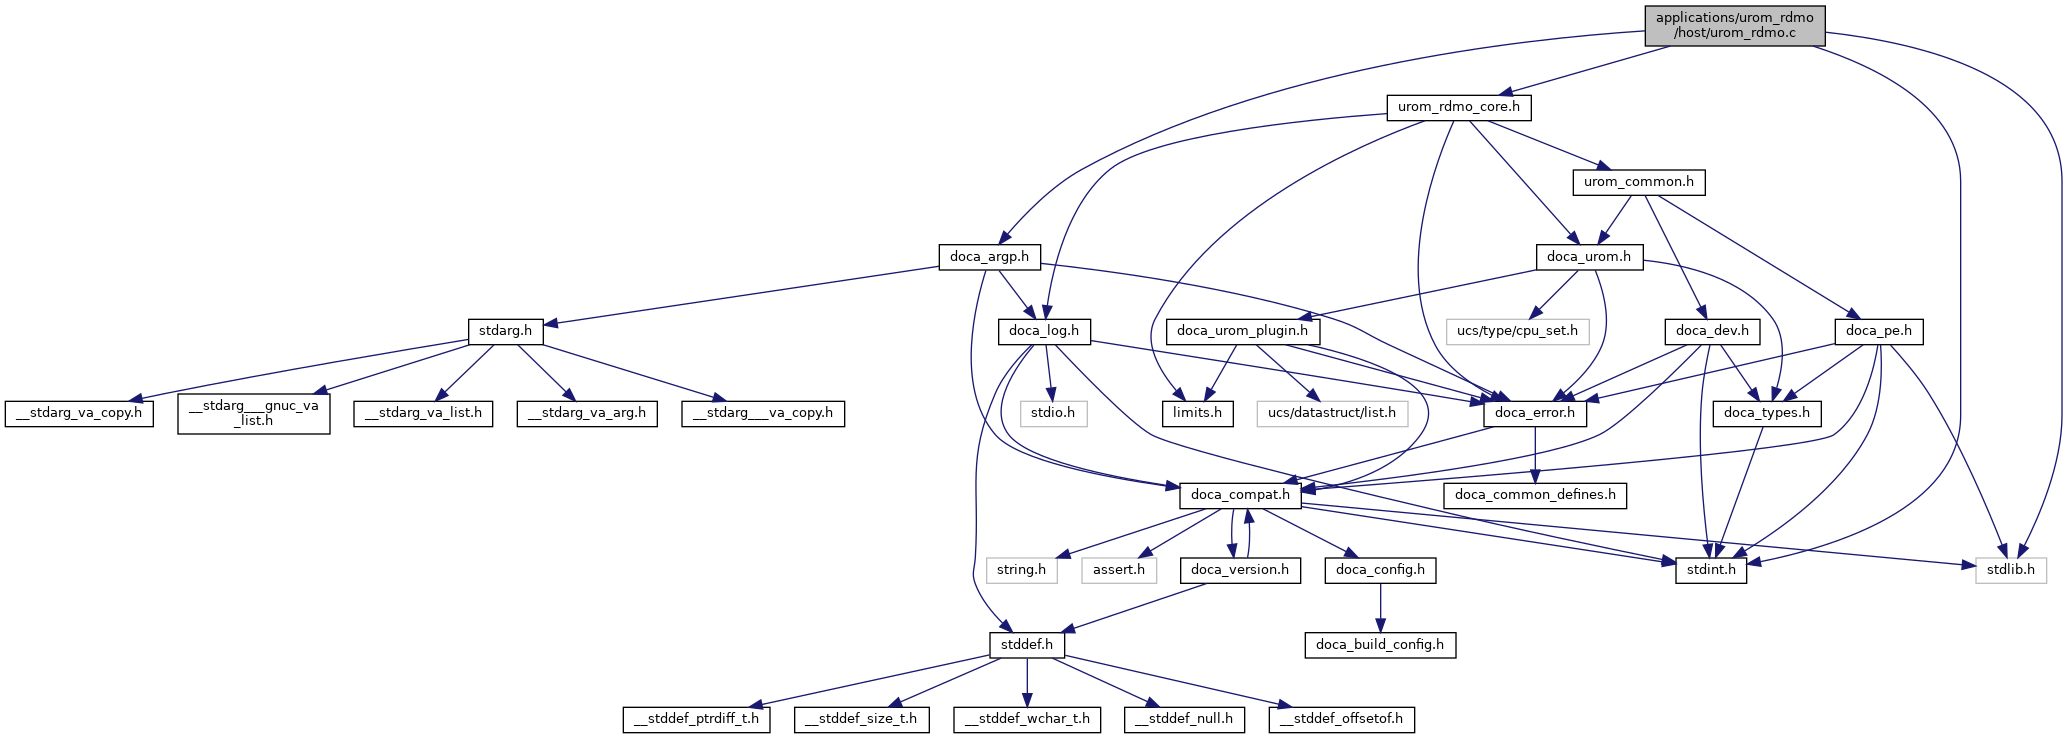 applications/urom_rdmo
/host/urom_rdmo.c
urom_rdmo_core.h
urom_common.h
doca_argp.h
doca_urom.h
stdarg.h
doca_log.h
doca_urom_plugin.h
ucs/type/cpu_set.h
doca_dev.h
doca_pe.h
__stdarg_va_copy.h
__stdarg___gnuc_va
_list.h
__stdarg_va_list.h
__stdarg_va_arg.h
__stdarg___va_copy.h
stdio.h
limits.h
ucs/datastruct/list.h
doca_error.h
doca_types.h
doca_compat.h
doca_common_defines.h
string.h
assert.h
doca_version.h
doca_config.h
stdint.h
stdlib.h
stddef.h
doca_build_config.h
__stddef_ptrdiff_t.h
__stddef_size_t.h
__stddef_wchar_t.h
__stddef_null.h
__stddef_offsetof.h